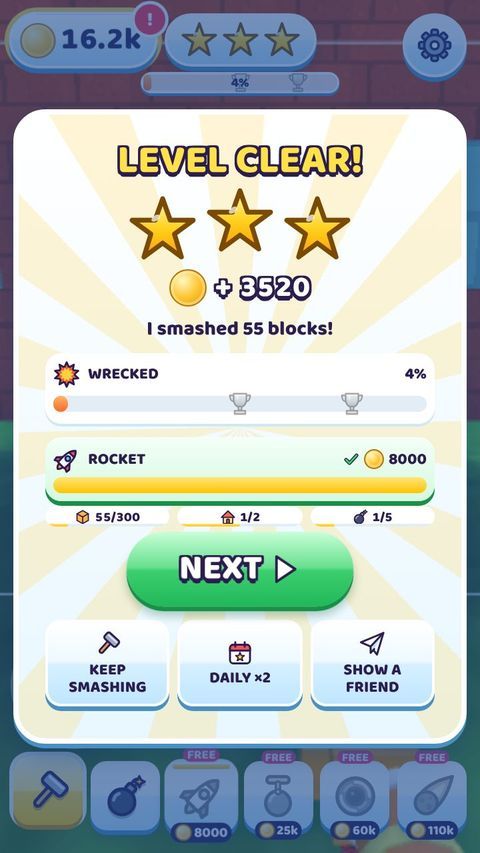 16.2k
!
4%
LEVEL CLEAR!
+ 3520
I smashed 55 blocks!
WRECKED 4%
ROCKET 8000
55/300 1/2 1/5
NEXT
KEEP
SMASHING
DAILY ×2
SHOW A
FRIEND
FREE FREE FREE FREE
8000 25k 60k 110k